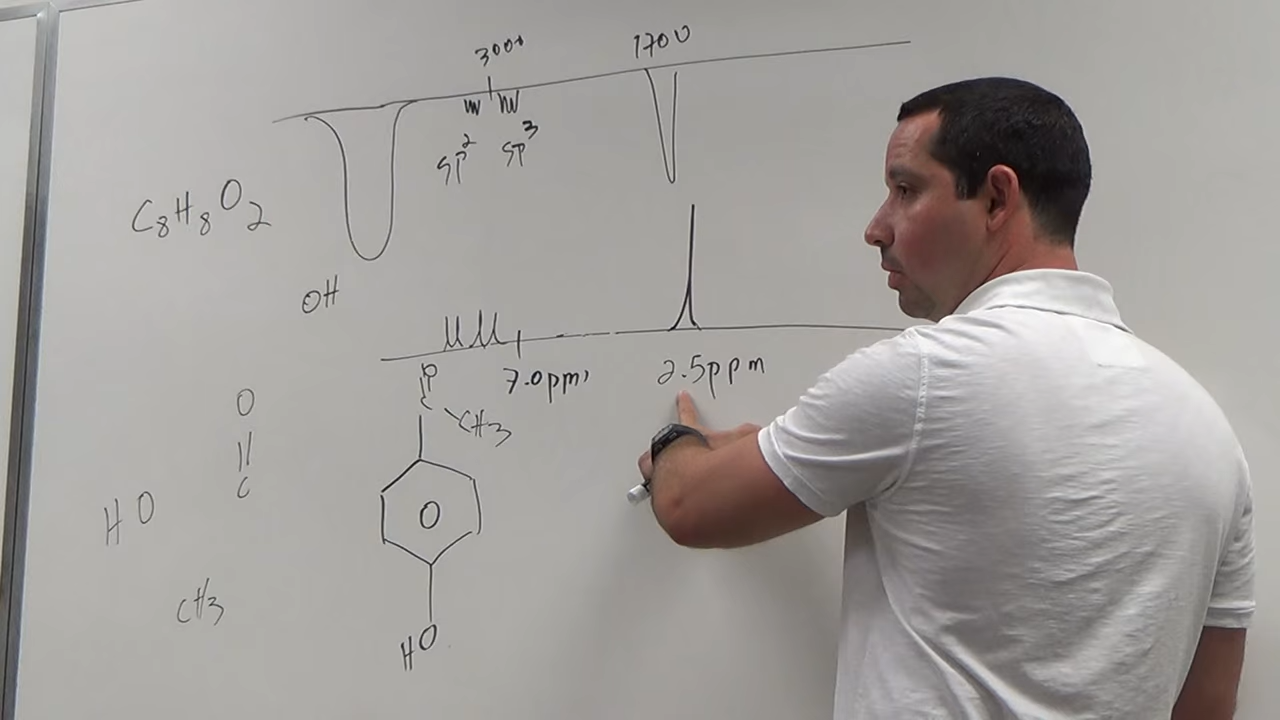 3000
1700
sp2 sp3
C8H8O2
OH
7.0ppm
2.5ppm
O
C
CH3
O
C
HO
CH3
O
HO